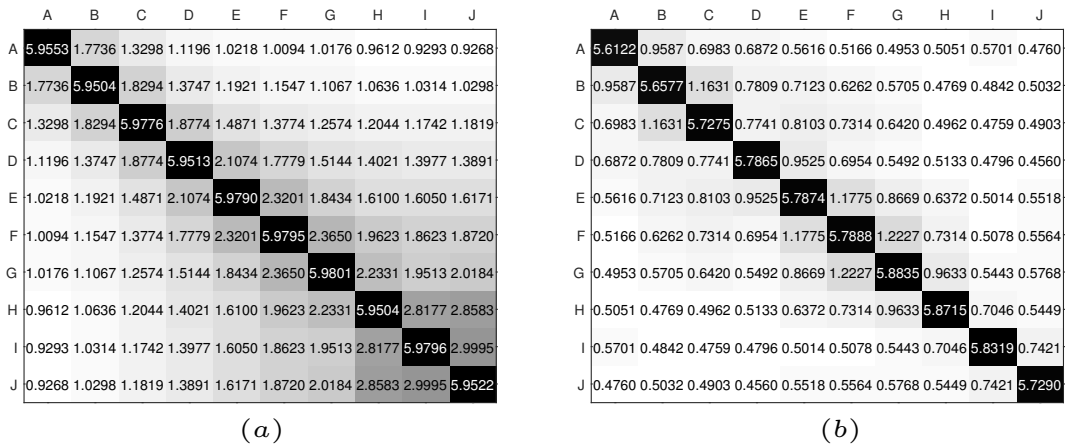 A B C D E F G H I J
A 5.9553 1.7736 1.3298 1.1196 1.0218 1.0094 1.0176 0.9612 0.9293 0.9268
B 1.7736 5.9504 1.8294 1.3747 1.1921 1.1547 1.1067 1.0636 1.0314 1.0298
C 1.3298 1.8294 5.9776 1.8774 1.4871 1.3774 1.2574 1.2044 1.1742 1.1819
D 1.1196 1.3747 1.8774 5.9513 2.1074 1.7779 1.5144 1.4021 1.3977 1.3891
E 1.0218 1.1921 1.4871 2.1074 5.9790 2.3201 1.8434 1.6100 1.6050 1.6171
F 1.0094 1.1547 1.3774 1.7779 2.3201 5.9795 2.3650 1.9623 1.8623 1.8720
G 1.0176 1.1067 1.2574 1.5144 1.8434 2.3650 5.9801 2.2331 1.9513 2.0184
H 0.9612 1.0636 1.2044 1.4021 1.6100 1.9623 2.2331 5.9504 2.8177 2.8583
I 0.9293 1.0314 1.1742 1.3977 1.6050 1.8623 1.9513 2.8177 5.9796 2.9995
J 0.9268 1.0298 1.1819 1.3891 1.6171 1.8720 2.0184 2.8583 2.9995 5.9522
(a)
A B C D E F G H I J
A 5.6122 0.9587 0.6983 0.6872 0.5616 0.5166 0.4953 0.5051 0.5701 0.4760
B 0.9587 5.6577 1.1631 0.7809 0.7123 0.6262 0.5705 0.4769 0.4842 0.5032
C 0.6983 1.1631 5.7275 0.7741 0.8103 0.7314 0.6420 0.4962 0.4759 0.4903
D 0.6872 0.7809 0.7741 5.7865 0.9525 0.6954 0.5492 0.5133 0.4796 0.4560
E 0.5616 0.7123 0.8103 0.9525 5.7874 1.1775 0.8669 0.6372 0.5014 0.5518
F 0.5166 0.6262 0.7314 0.6954 1.1775 5.7888 1.2227 0.7314 0.5078 0.5564
G 0.4953 0.5705 0.6420 0.5492 0.8669 1.2227 5.8835 0.9633 0.5443 0.5768
H 0.5051 0.4769 0.4962 0.5133 0.6372 0.7314 0.9633 5.8715 0.7046 0.5449
I 0.5701 0.4842 0.4759 0.4796 0.5014 0.5078 0.5443 0.7046 5.8319 0.7421
J 0.4760 0.5032 0.4903 0.4560 0.5518 0.5564 0.5768 0.5449 0.7421 5.7290
(b)